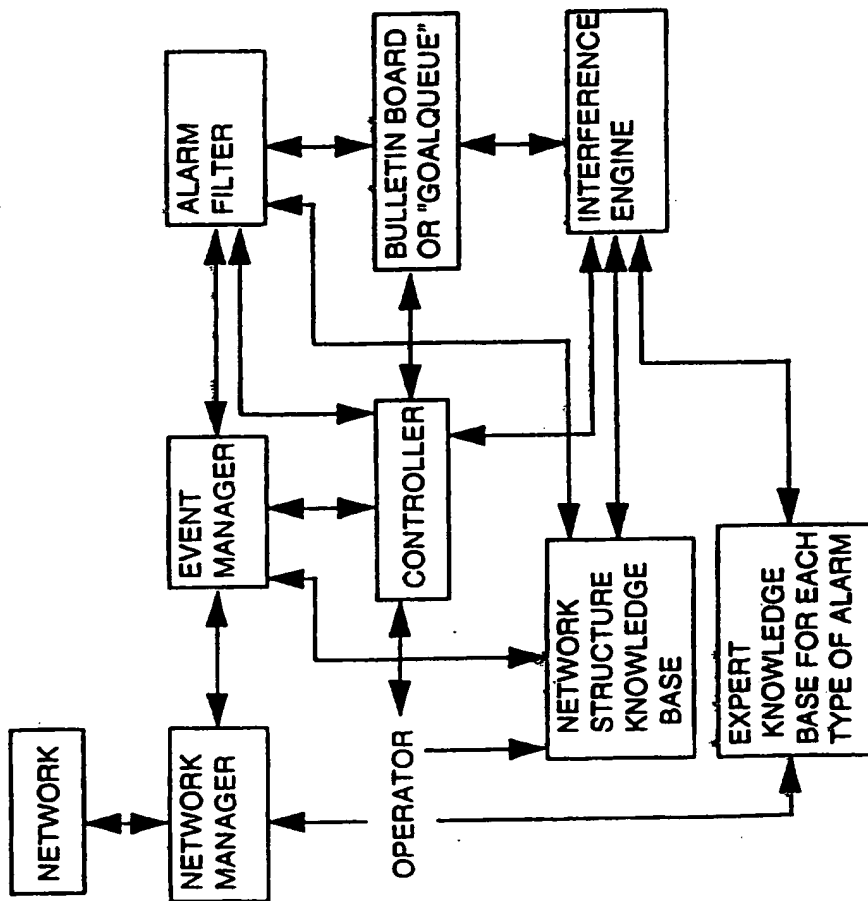 NETWORK
NETWORK
MANAGER
EVENT
MANAGER
ALARM
FILTER
OPERATOR
CONTROLLER
BULLETIN BOARD
OR "GOALQUEUE"
NETWORK
STRUCTURE
KNOWLEDGE
BASE
INTERFERENCE
ENGINE
EXPERT
KNOWLEDGE
BASE FOR EACH
TYPE OF ALARM